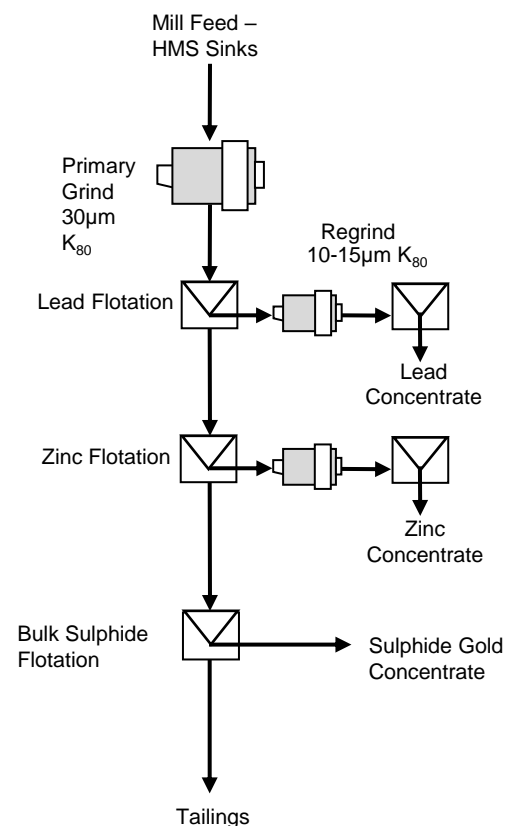 Mill Feed –
HMS Sinks
Primary
Grind
30µm
K80
Regrind
10-15µm K80
Lead Flotation
Lead
Concentrate
Zinc Flotation
Zinc
Concentrate
Bulk Sulphide
Flotation
Sulphide Gold
Concentrate
Tailings